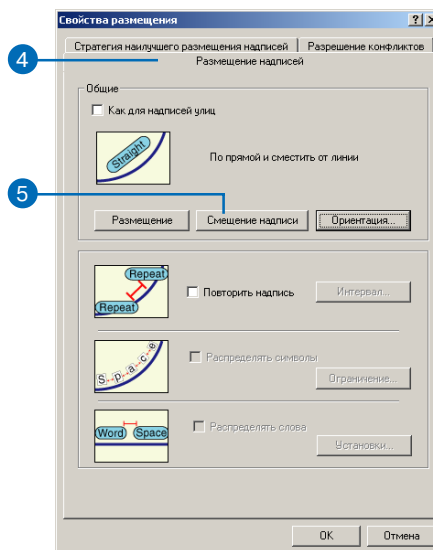 Свойства размещения
Стратегия наилучшего размещения надписей
Разрешение конфликтов
4
Размещение надписей
Общие
Как для надписей улиц
Straight
По прямой и сместить от линии
5
Размещение
Смещение надписи
Ориентация...
Repeat
Repeat
Повторить надпись
Интервал...
S p a c e
Распределять символы
Ограничение...
Word Space
Распределять слова
Установки...
OK
Отмена